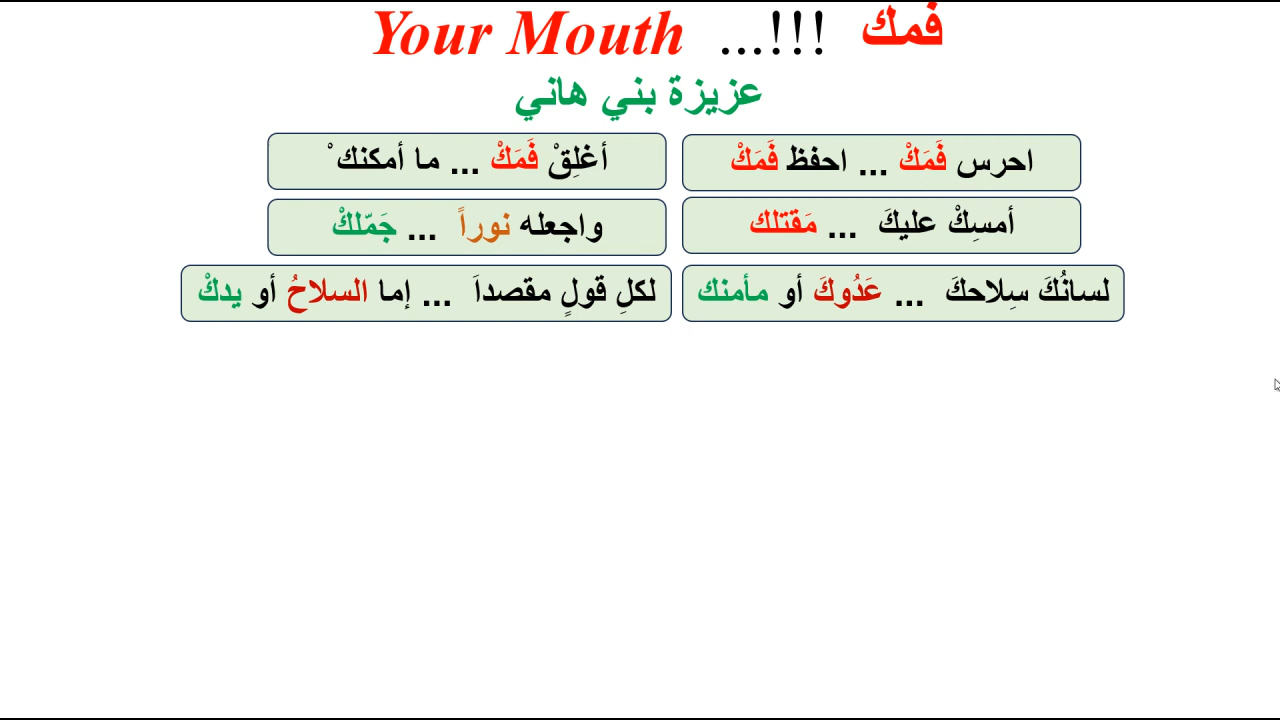 فمك !!!... Your Mouth
عزيزة بني هاني
احرس فَمَكْ ... احفظ فَمَكْ
أغلِقْ فَمَكْ ... ما أمكنك ْ
أمسِكْ عليكَ ... مَقتلك
واجعله نوراً ... جَمّلكْ
لسانُكَ سِلاحكَ ... عَدُوكَ أو مأمنك
لكلِ قولٍ مقصداَ ... إما السلاحُ أو يدكْ